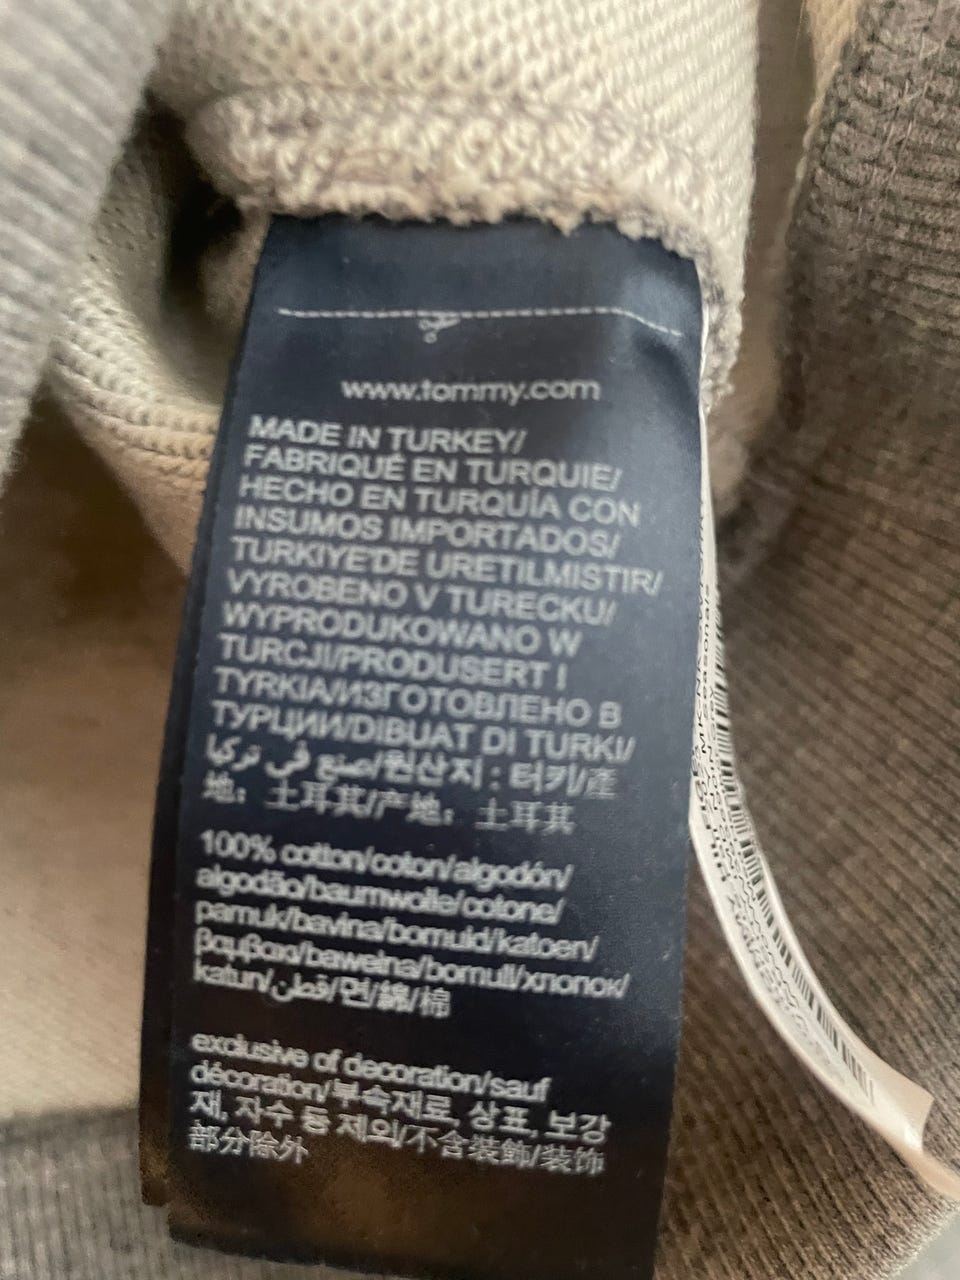 www.tommy.com
MADE IN TURKEY/
FABRIQUÉ EN TURQUIE/
HECHO EN TURQUÍA CON
INSUMOS IMPORTADOS/
TURKIYE'DE URETILMISTIR/
VYROBENO V TURECKU/
WYPRODUKOWANO W
TURCJI/PRODUSERT I
TYRKIA/ИЗГОТОВЛЕНО В
ТУРЦИИ/DIBUAT DI TURKI/
صنع في تركيا/원산지 : 터키/產
地：土耳其/产地：土耳其
100% cotton/coton/algodón/
algodão/baumwolle/cotone/
pamuk/bavlna/bomuld/katoen/
βαμβακι/bawełna/bomull/хлопок/
katun/قطن/면/綿/棉
exclusive of decoration/sauf
décoration/부속재료, 상표, 보강
재, 자수 등 제외/不含裝飾/装饰
部分除外